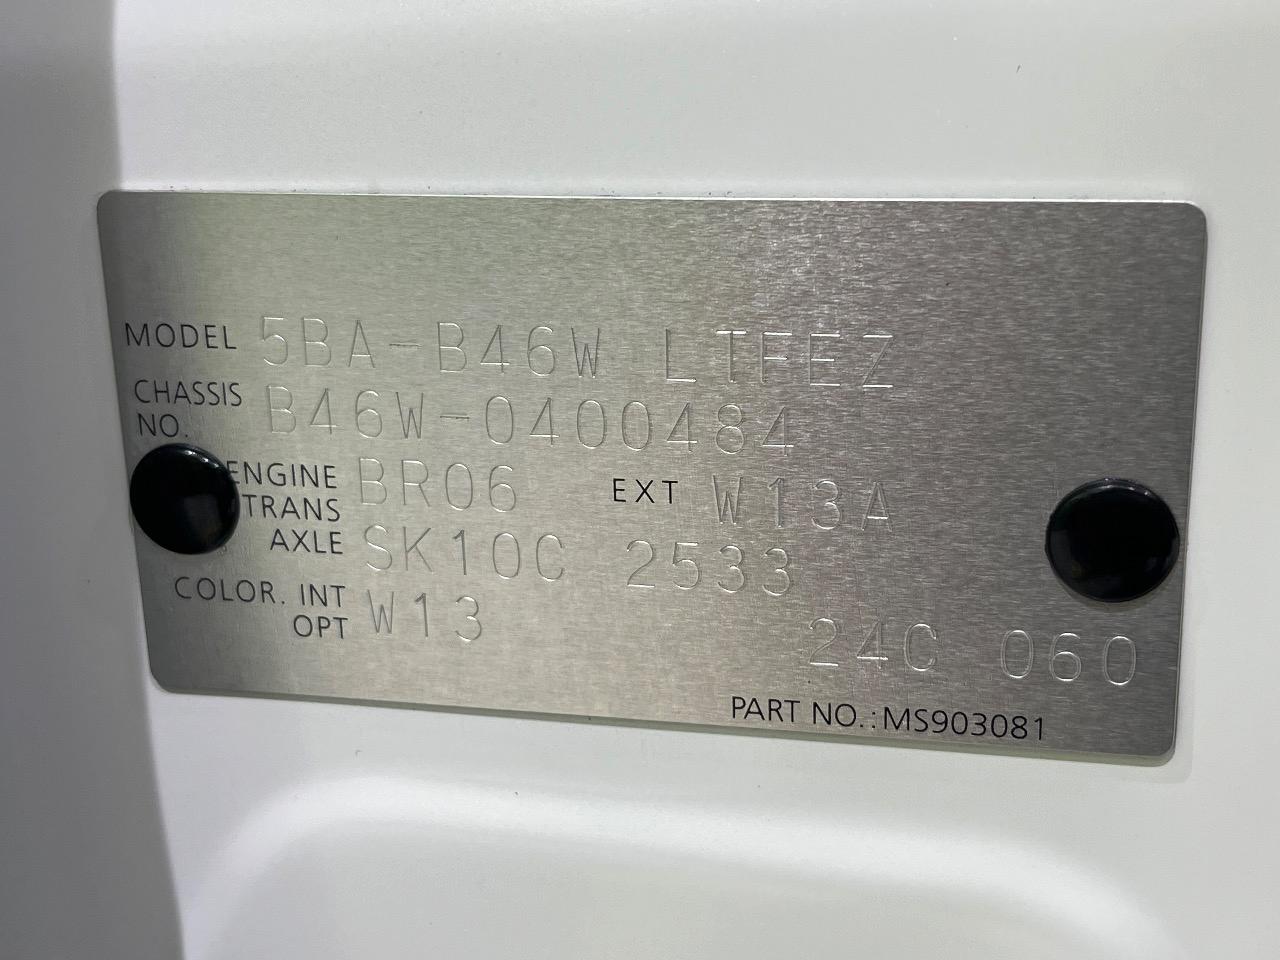 MODEL 5BA-B46W LTFEZ
CHASSIS NO. B46W-0400484
ENGINE BR06 EXT W13A
TRANS AXLE SK10C 2533
COLOR. INT OPT W13
24C 060
PART NO.:MS903081